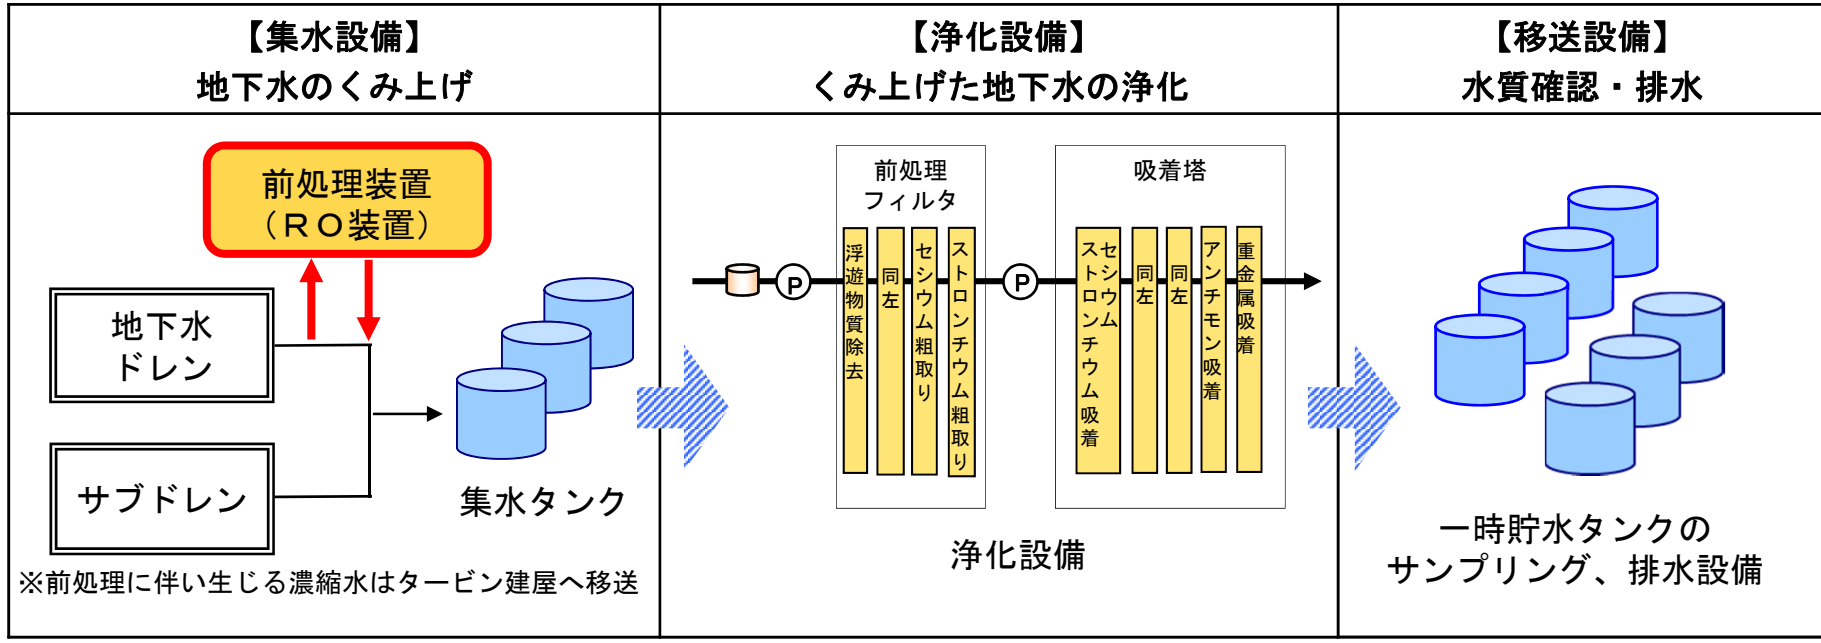 【集水設備】
地下水のくみ上げ
前処理装置
（ＲＯ装置）
地下水
ドレン
サブドレン
集水タンク
※前処理に伴い生じる濃縮水はタービン建屋へ移送
【浄化設備】
くみ上げた地下水の浄化
前処理
フィルタ
P
浮遊物質除去
同左
セシウム粗取り
ストロンチウム粗取り
P
吸着塔
セシウム
ストロンチウム吸着
同左
同左
アンチモン吸着
重金属吸着
浄化設備
【移送設備】
水質確認・排水
一時貯水タンクの
サンプリング、排水設備